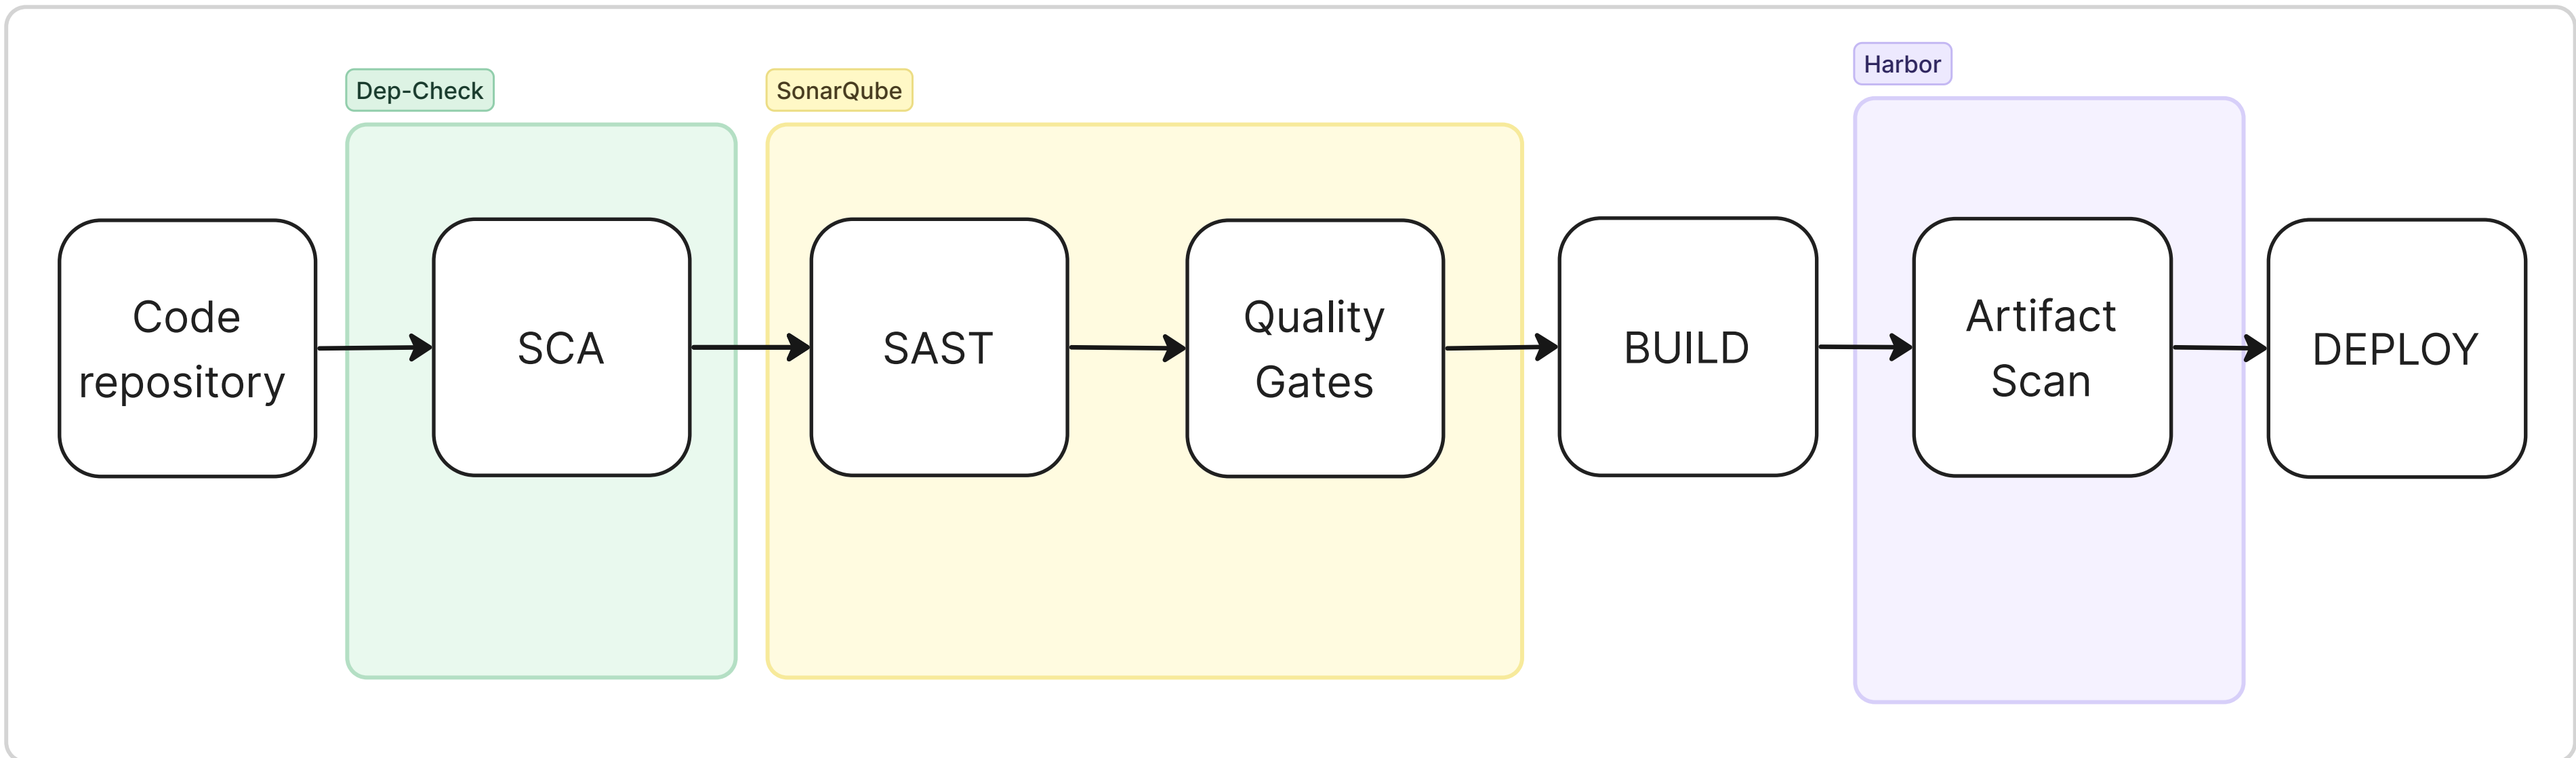 Dep-Check
SonarQube
Harbor
Code
repository
SCA
SAST
Quality
Gates
BUILD
Artifact
Scan
DEPLOY